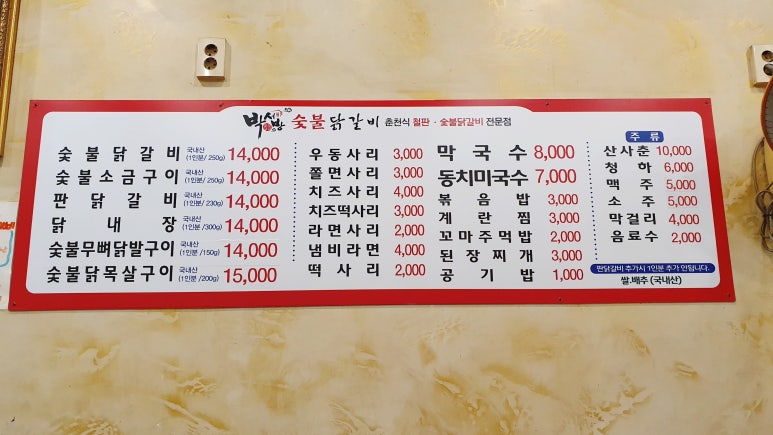 박서방 숯불닭갈비 춘천식 철판·숯불닭갈비 전문점
숯불닭갈비 국내산 (1인분/ 250g) 14,000
숯불소금구이 국내산 (1인분/ 250g) 14,000
판닭갈비 국내산 (1인분/ 230g) 14,000
닭내장 국내산 (1인분 /300g) 14,000
숯불무뼈닭발구이 국내산 (1인분 /150g) 14,000
숯불닭목살구이 국내산 (1인분 /200g) 15,000
우동사리 3,000
쫄면사리 3,000
치즈사리 4,000
치즈떡사리 3,000
라면사리 2,000
냄비라면 4,000
떡사리 2,000
막국수 8,000
동치미국수 7,000
볶음밥 3,000
계란찜 3,000
꼬마주먹밥 2,000
된장찌개 3,000
공기밥 1,000
주류
산사춘 10,000
청하 6,000
맥주 5,000
소주 5,000
막걸리 4,000
음료수 2,000
판닭갈비 추가시 1인분 추가 안됩니다.
쌀.배추 (국내산)